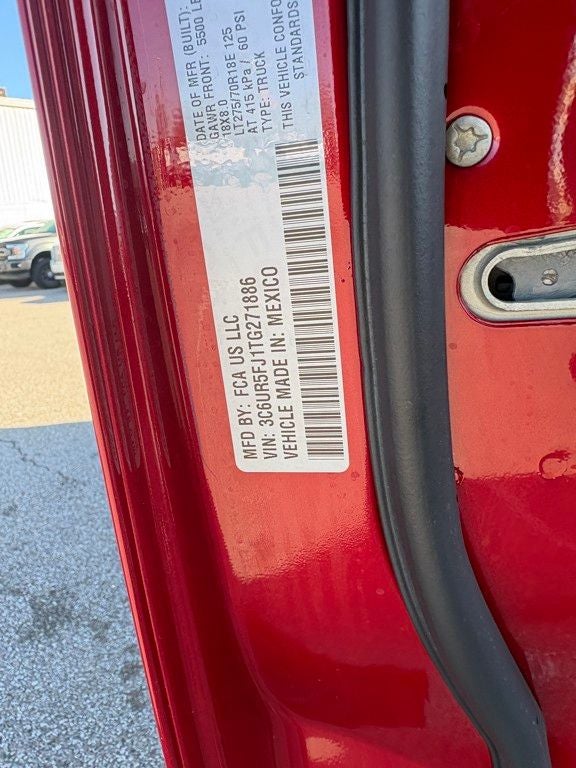 MFD BY: FCA US LLC
VIN: 3C6UR5FJ1TG271886
VEHICLE MADE IN: MEXICO
DATE OF MFR (BUILT):
GAWR FRONT: 5500 LB
18X8.0
LT275/70R18E 125
AT 415 kPa / 60 PSI
TYPE: TRUCK
THIS VEHICLE CONFO
STANDARDS